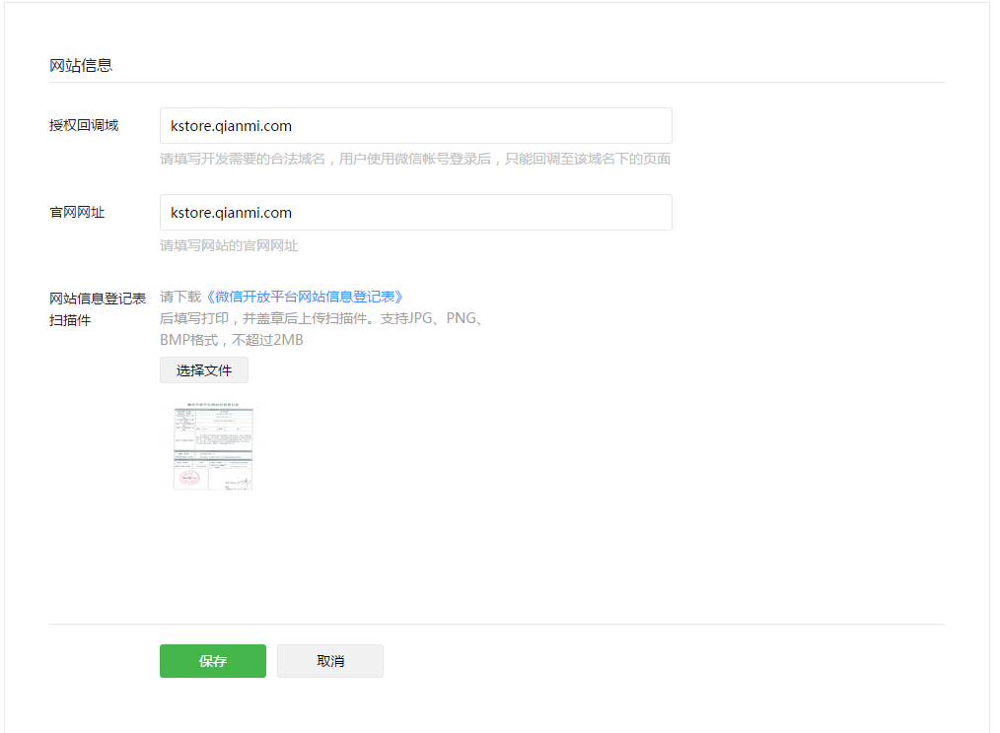 网站信息
授权回调域
kstore.qianmi.com
请填写开发需要的合法域名，用户使用微信帐号登录后，只能回调至该域名下的页面
官网网址
kstore.qianmi.com
请填写网站的官网网址
网站信息登记表
扫描件
请下载《微信开放平台网站信息登记表》
后填写打印，并盖章后上传扫描件。支持JPG、PNG、
BMP格式，不超过2MB
选择文件
保存
取消